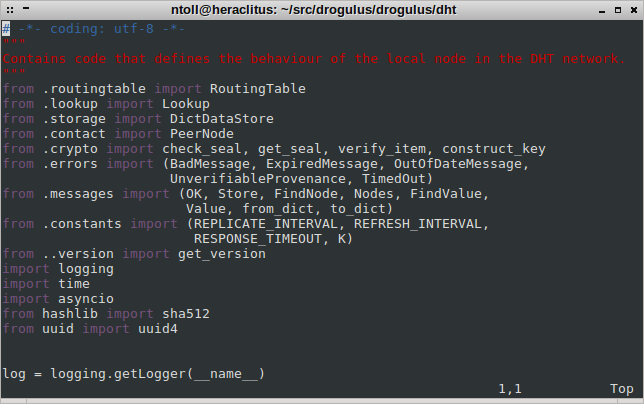 ntoll@heraclitus: ~/src/drogulus/drogulus/dht
# -*- coding: utf-8 -*-
"""
Contains code that defines the behaviour of the local node in the DHT network.
"""
from .routingtable import RoutingTable
from .lookup import Lookup
from .storage import DictDataStore
from .contact import PeerNode
from .crypto import check_seal, get_seal, verify_item, construct_key
from .errors import (BadMessage, ExpiredMessage, OutOfDateMessage,
                     UnverifiableProvenance, TimedOut)
from .messages import (OK, Store, FindNode, Nodes, FindValue,
                       Value, from_dict, to_dict)
from .constants import (REPLICATE_INTERVAL, REFRESH_INTERVAL,
                        RESPONSE_TIMEOUT, K)
from ..version import get_version
import logging
import time
import asyncio
from hashlib import sha512
from uuid import uuid4
log = logging.getLogger(__name__)
1,1 Top